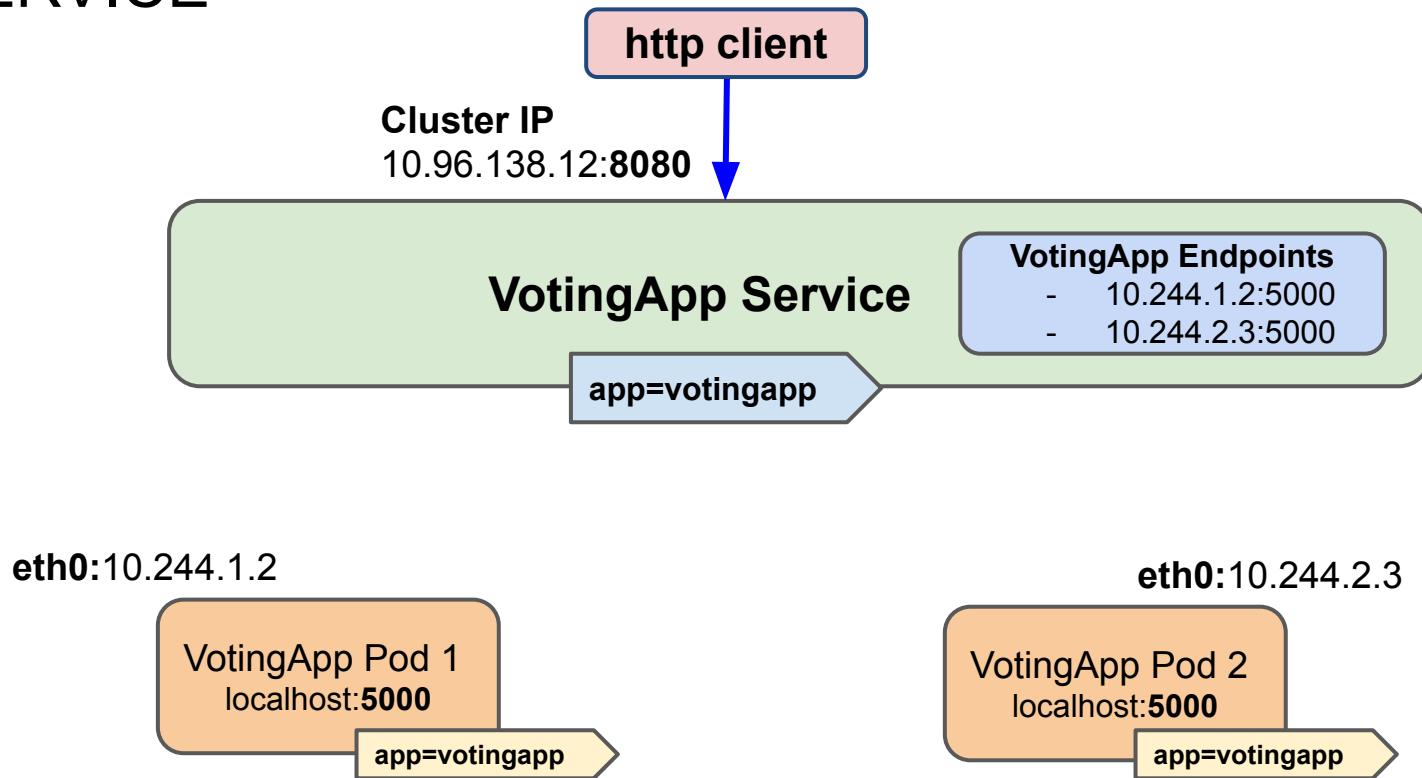 ERVICE
http client
Cluster IP
10.96.138.12:8080
VotingApp Service
VotingApp Endpoints
- 10.244.1.2:5000
- 10.244.2.3:5000
app=votingapp
eth0:10.244.1.2
eth0:10.244.2.3
VotingApp Pod 1
localhost:5000
app=votingapp
VotingApp Pod 2
localhost:5000
app=votingapp